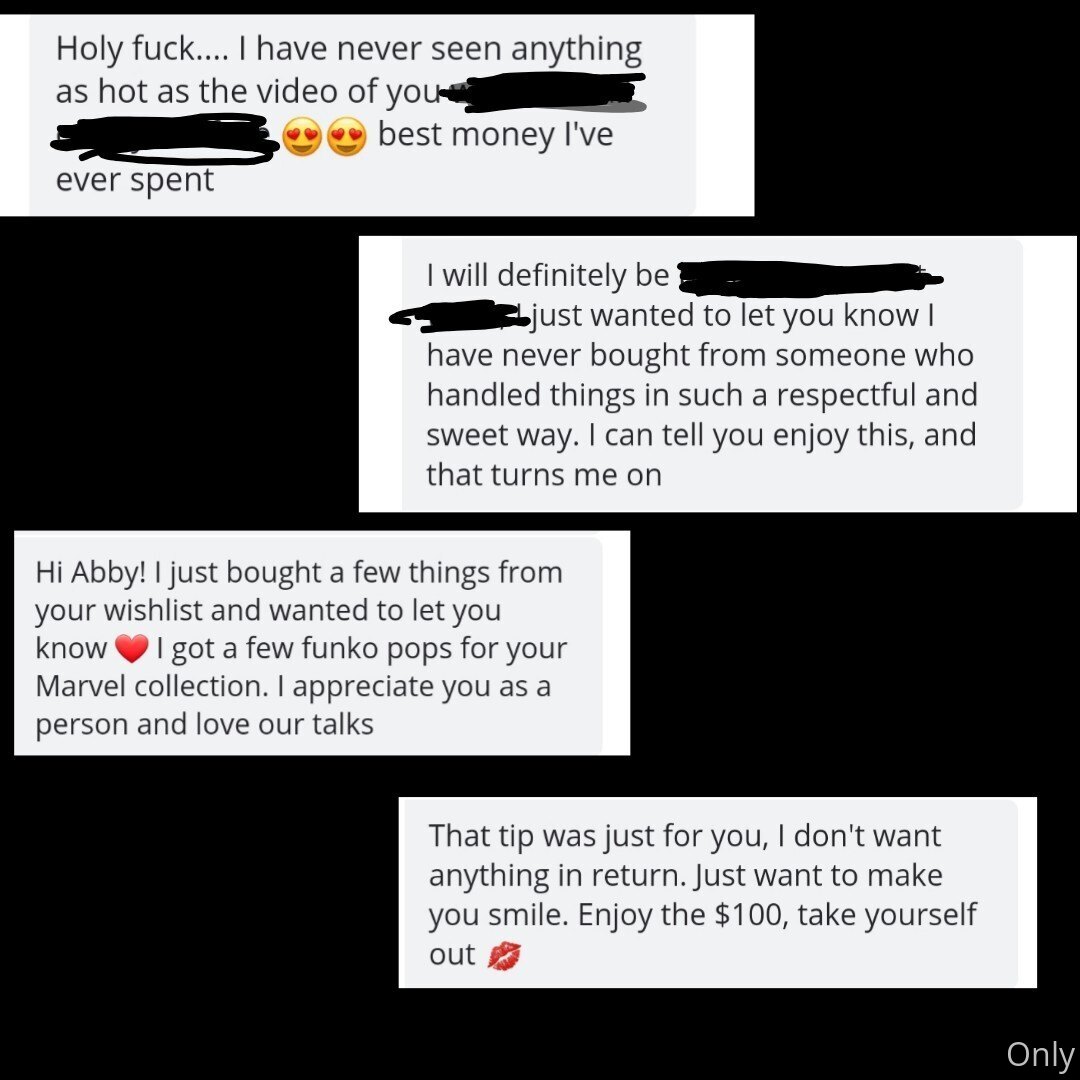 Holy fuck.... I have never seen anything
as hot as the video of you
😍😍 best money I've
ever spent
I will definitely be
just wanted to let you know I
have never bought from someone who
handled things in such a respectful and
sweet way. I can tell you enjoy this, and
that turns me on
Hi Abby! I just bought a few things from
your wishlist and wanted to let you
know ❤️ I got a few funko pops for your
Marvel collection. I appreciate you as a
person and love our talks
That tip was just for you, I don't want
anything in return. Just want to make
you smile. Enjoy the $100, take yourself
out 💋
Only